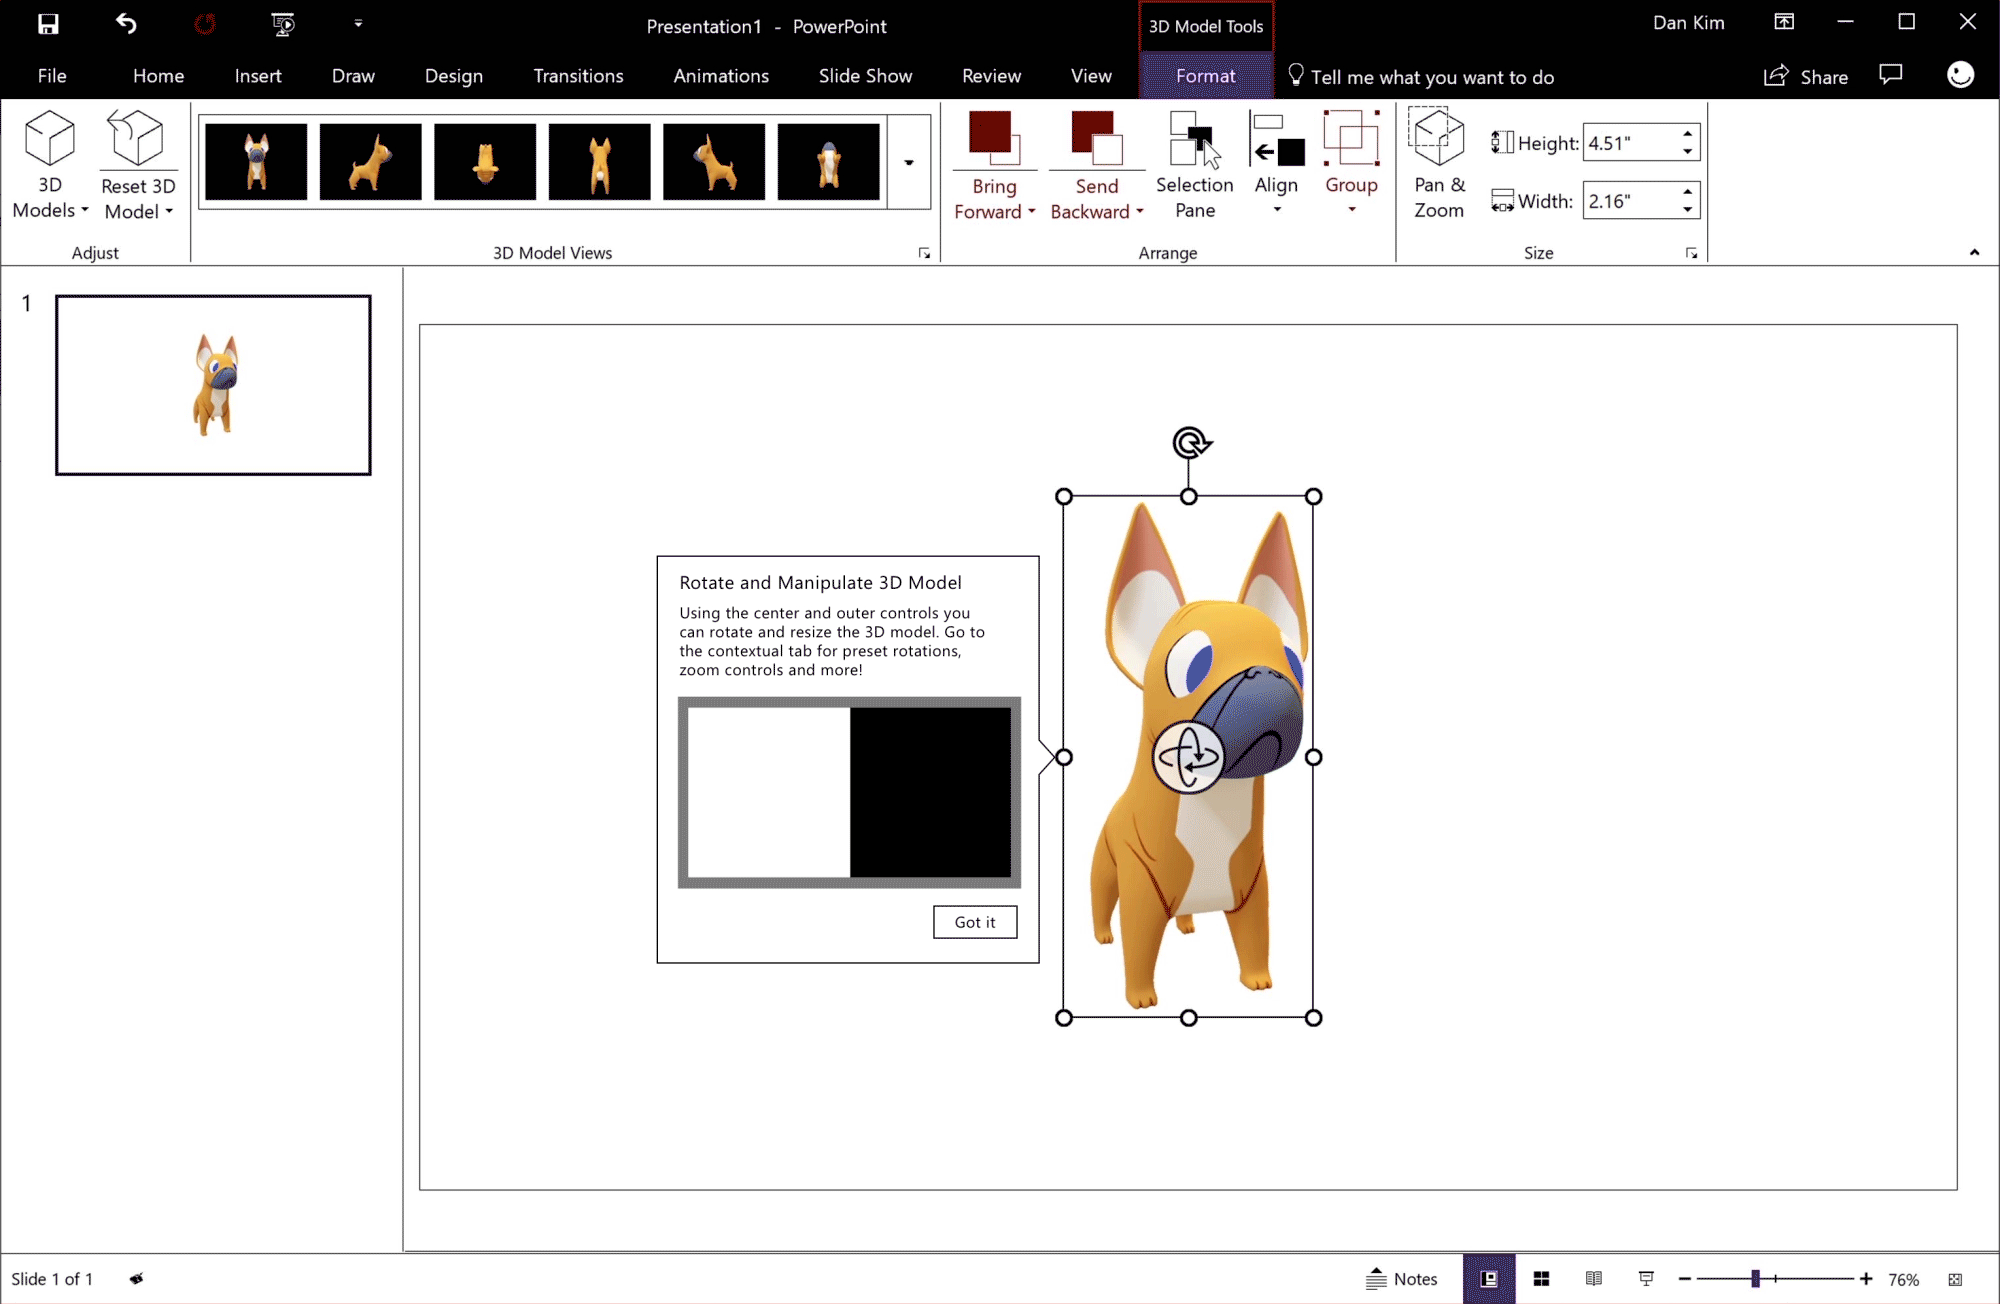 Presentation1 - PowerPoint
3D Model Tools
Dan Kim
File Home Insert Draw Design Transitions Animations Slide Show Review View Format Tell me what you want to do Share
3D
Models
Reset 3D
Model
Adjust
3D Model Views
Bring
Forward
Send
Backward
Selection
Pane
Align
Group
Arrange
Pan &
Zoom
Height: 4.51"
Width: 2.16"
Size
1
Rotate and Manipulate 3D Model
Using the center and outer controls you
can rotate and resize the 3D model. Go to
the contextual tab for preset rotations,
zoom controls and more!
Got it
Slide 1 of 1
Notes
76%